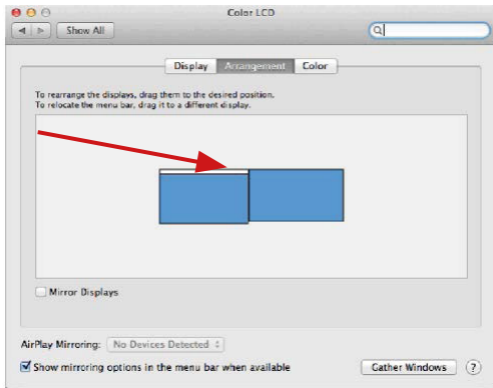 Color LCD
Show All
Display Arrangement Color
To rearrange the displays, drag them to the desired position.
To relocate the menu bar, drag it to a different display.
Mirror Displays
AirPlay Mirroring: No Devices Detected
Show mirroring options in the menu bar when available
Gather Windows ?